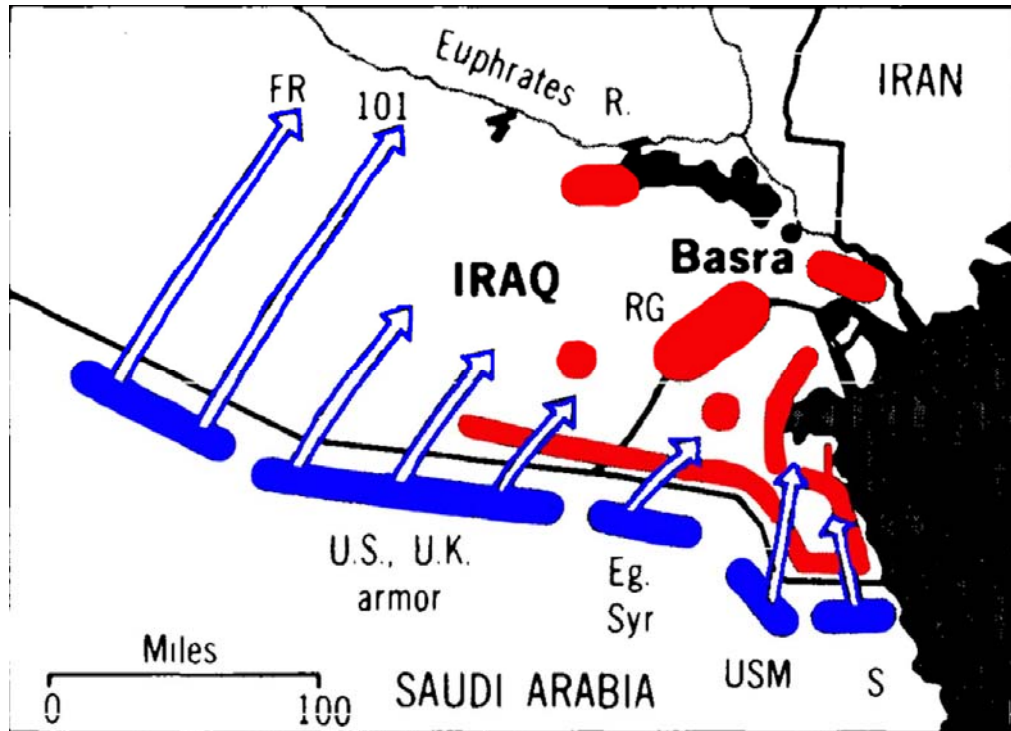 Euphrates R.
IRAN
FR
101
Basra
IRAQ
RG
U.S., U.K.
armor
Eg.
Syr
Miles
0 100
USM
S
SAUDI ARABIA